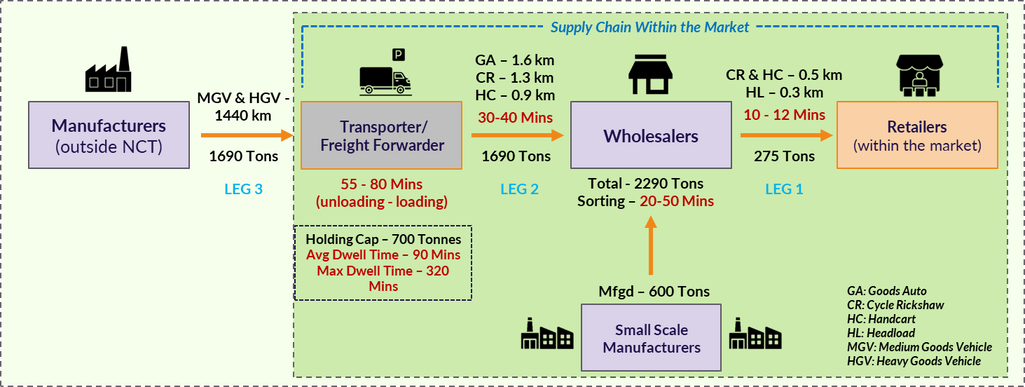 Supply Chain Within the Market
P
MGV & HGV -
1440 km
GA – 1.6 km
CR – 1.3 km
HC – 0.9 km
30-40 Mins
CR & HC – 0.5 km
HL – 0.3 km
10 - 12 Mins
Manufacturers
(outside NCT)
Transporter/
Freight Forwarder
Wholesalers
Retailers
(within the market)
1690 Tons
1690 Tons
275 Tons
LEG 3
55 - 80 Mins
(unloading - loading)
LEG 2
Total - 2290 Tons
Sorting – 20-50 Mins
LEG 1
Holding Cap – 700 Tonnes
Avg Dwell Time – 90 Mins
Max Dwell Time – 320
Mins
Mfgd – 600 Tons
Small Scale
Manufacturers
GA: Goods Auto
CR: Cycle Rickshaw
HC: Handcart
HL: Headload
MGV: Medium Goods Vehicle
HGV: Heavy Goods Vehicle